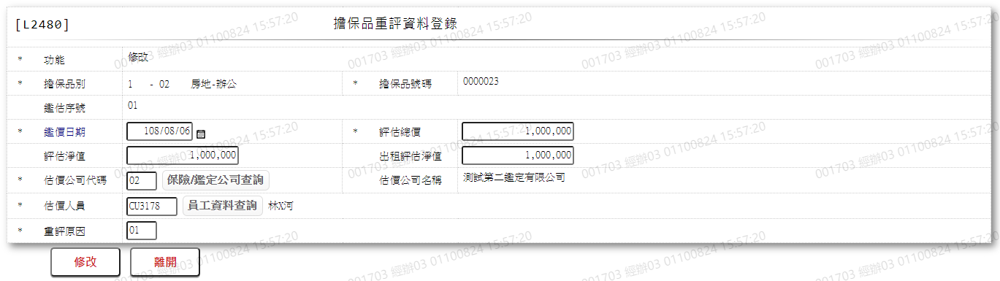 [L2480] 擔保品重評資料登錄
* 功能 修改
* 擔保品別 1 - 02 房地-辦公 * 擔保品號碼 0000023
鑑估序號 01
* 鑑價日期 108/08/06 * 評估總價 1,000,000
評估淨值 1,000,000 出租評估淨值 1,000,000
* 估價公司代碼 02 保險/鑑定公司查詢 估價公司名稱 測試第二鑑定有限公司
* 估價人員 CU3178 員工資料查詢 林X河
* 重評原因 01
修改 離開
001703 經辦03 01100824 15:57:20